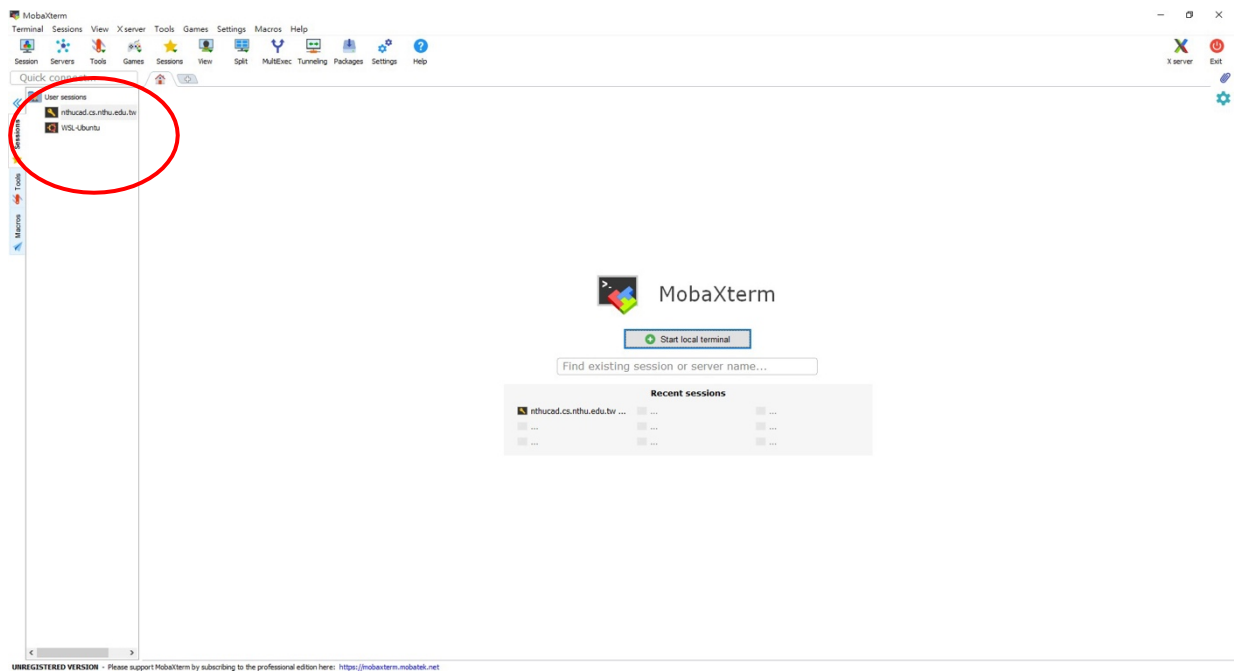 MobaXterm
Terminal Sessions View X server Tools Games Settings Macros Help
Session Servers Tools Games Sessions View Split MultiExec Tunneling Packages Settings Help X server Exit
Quick connect...
User sessions
nthucad.cs.nthu.edu.tw
WSL-Ubuntu
Sessions
Tools
Macros
MobaXterm
Start local terminal
Find existing session or server name...
Recent sessions
nthucad.cs.nthu.edu.tw ... ... ...
... ... ...
... ... ...
UNREGISTERED VERSION - Please support MobaXterm by subscribing to the professional edition here: https://mobaxterm.mobatek.net